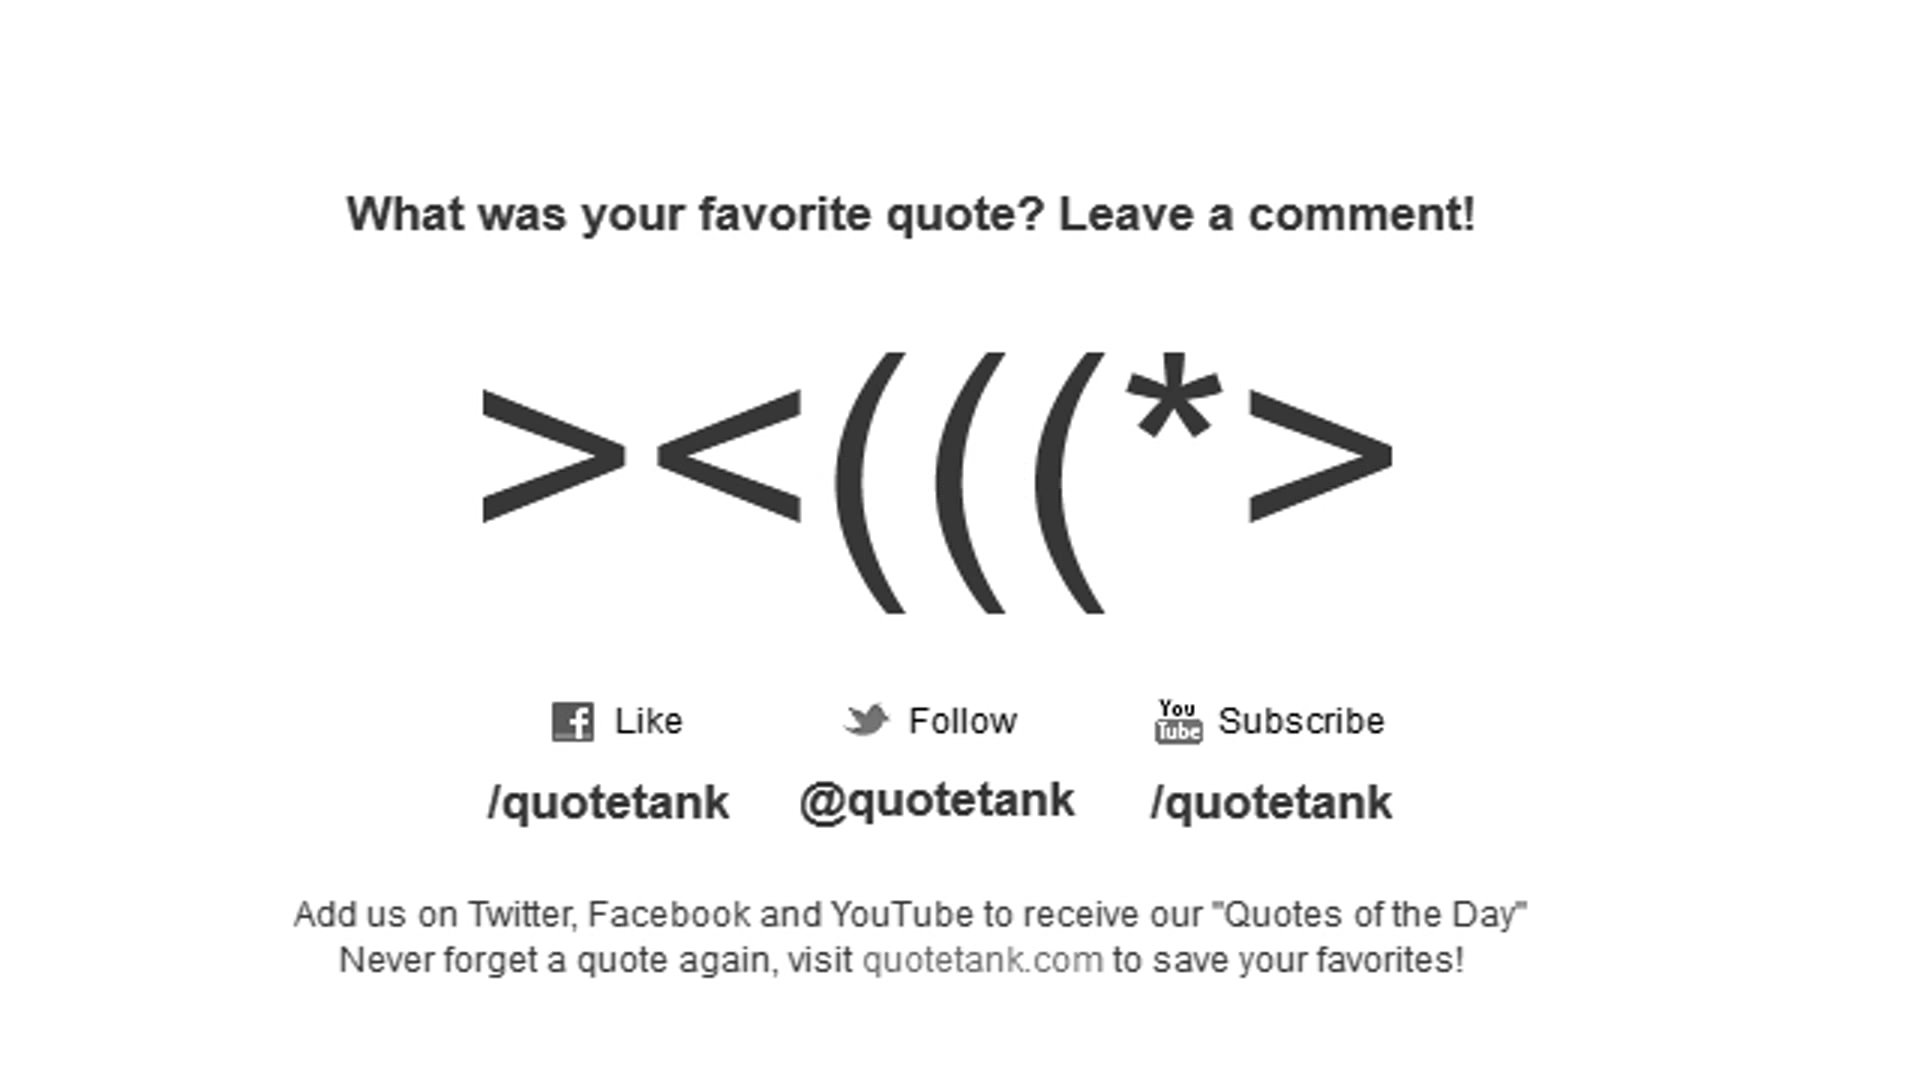 What was your favorite quote? Leave a comment!
><(((*>
f Like
Follow
You Tube Subscribe
/quotetank
@quotetank
/quotetank
Add us on Twitter, Facebook and YouTube to receive our "Quotes of the Day"
Never forget a quote again, visit quotetank.com to save your favorites!